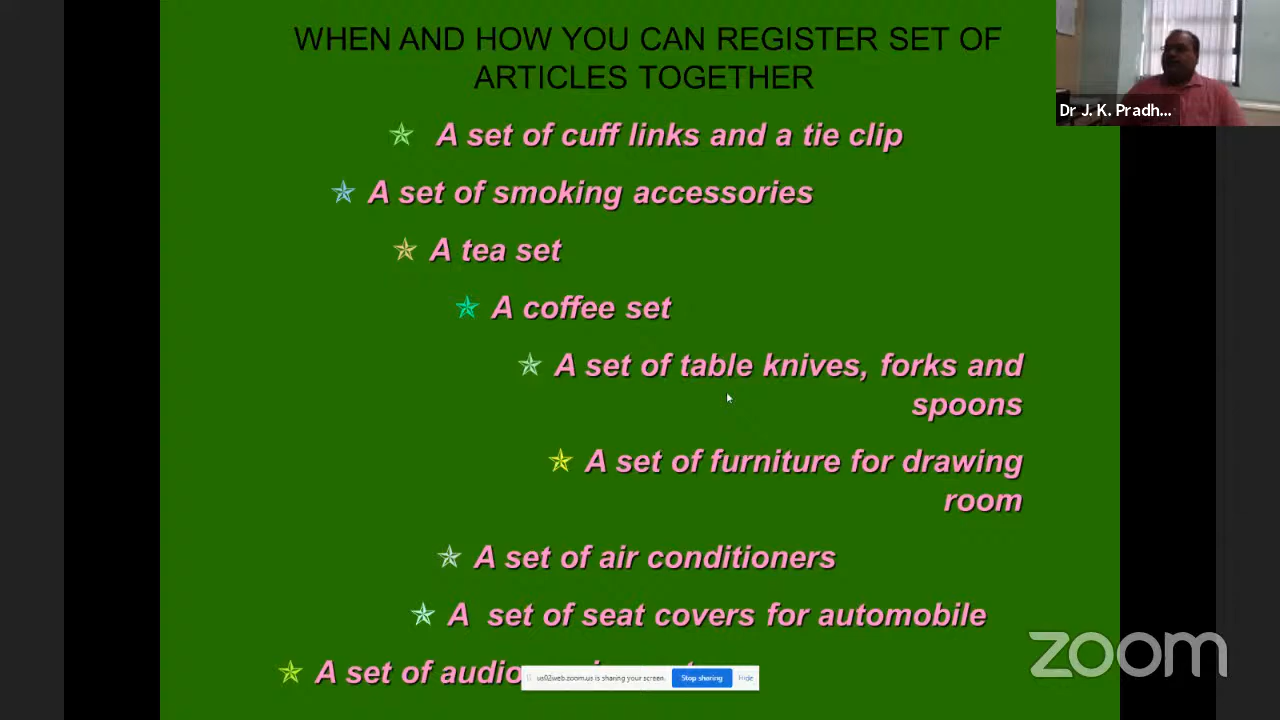 WHEN AND HOW YOU CAN REGISTER SET OF
ARTICLES TOGETHER
A set of cuff links and a tie clip
A set of smoking accessories
A tea set
A coffee set
A set of table knives, forks and
spoons
A set of furniture for drawing
room
A set of air conditioners
A set of seat covers for automobile
A set of audio
us02web.zoom.us is sharing your screen.
Stop sharing
Hide
Dr J. K. Pradh...
zoom